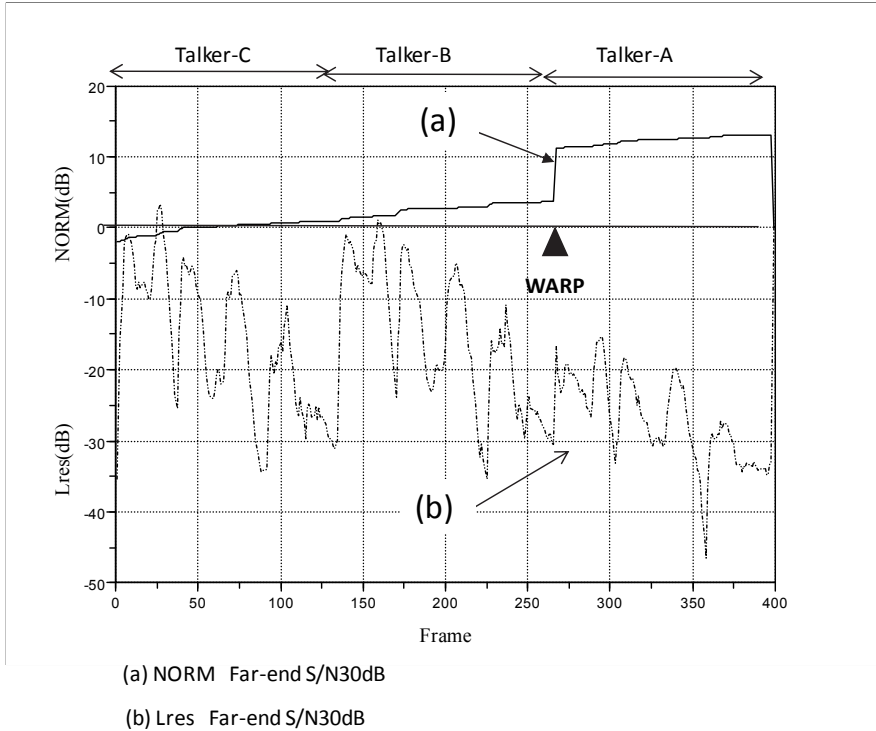 Talker-C Talker-B Talker-A
20
10
0
-10
-20
-30
-40
-50
NORM(dB)
Lres(dB)
(a)
WARP
(b)
0 50 100 150 200 250 300 350 400
Frame
(a) NORM Far-end S/N30dB
(b) Lres Far-end S/N30dB